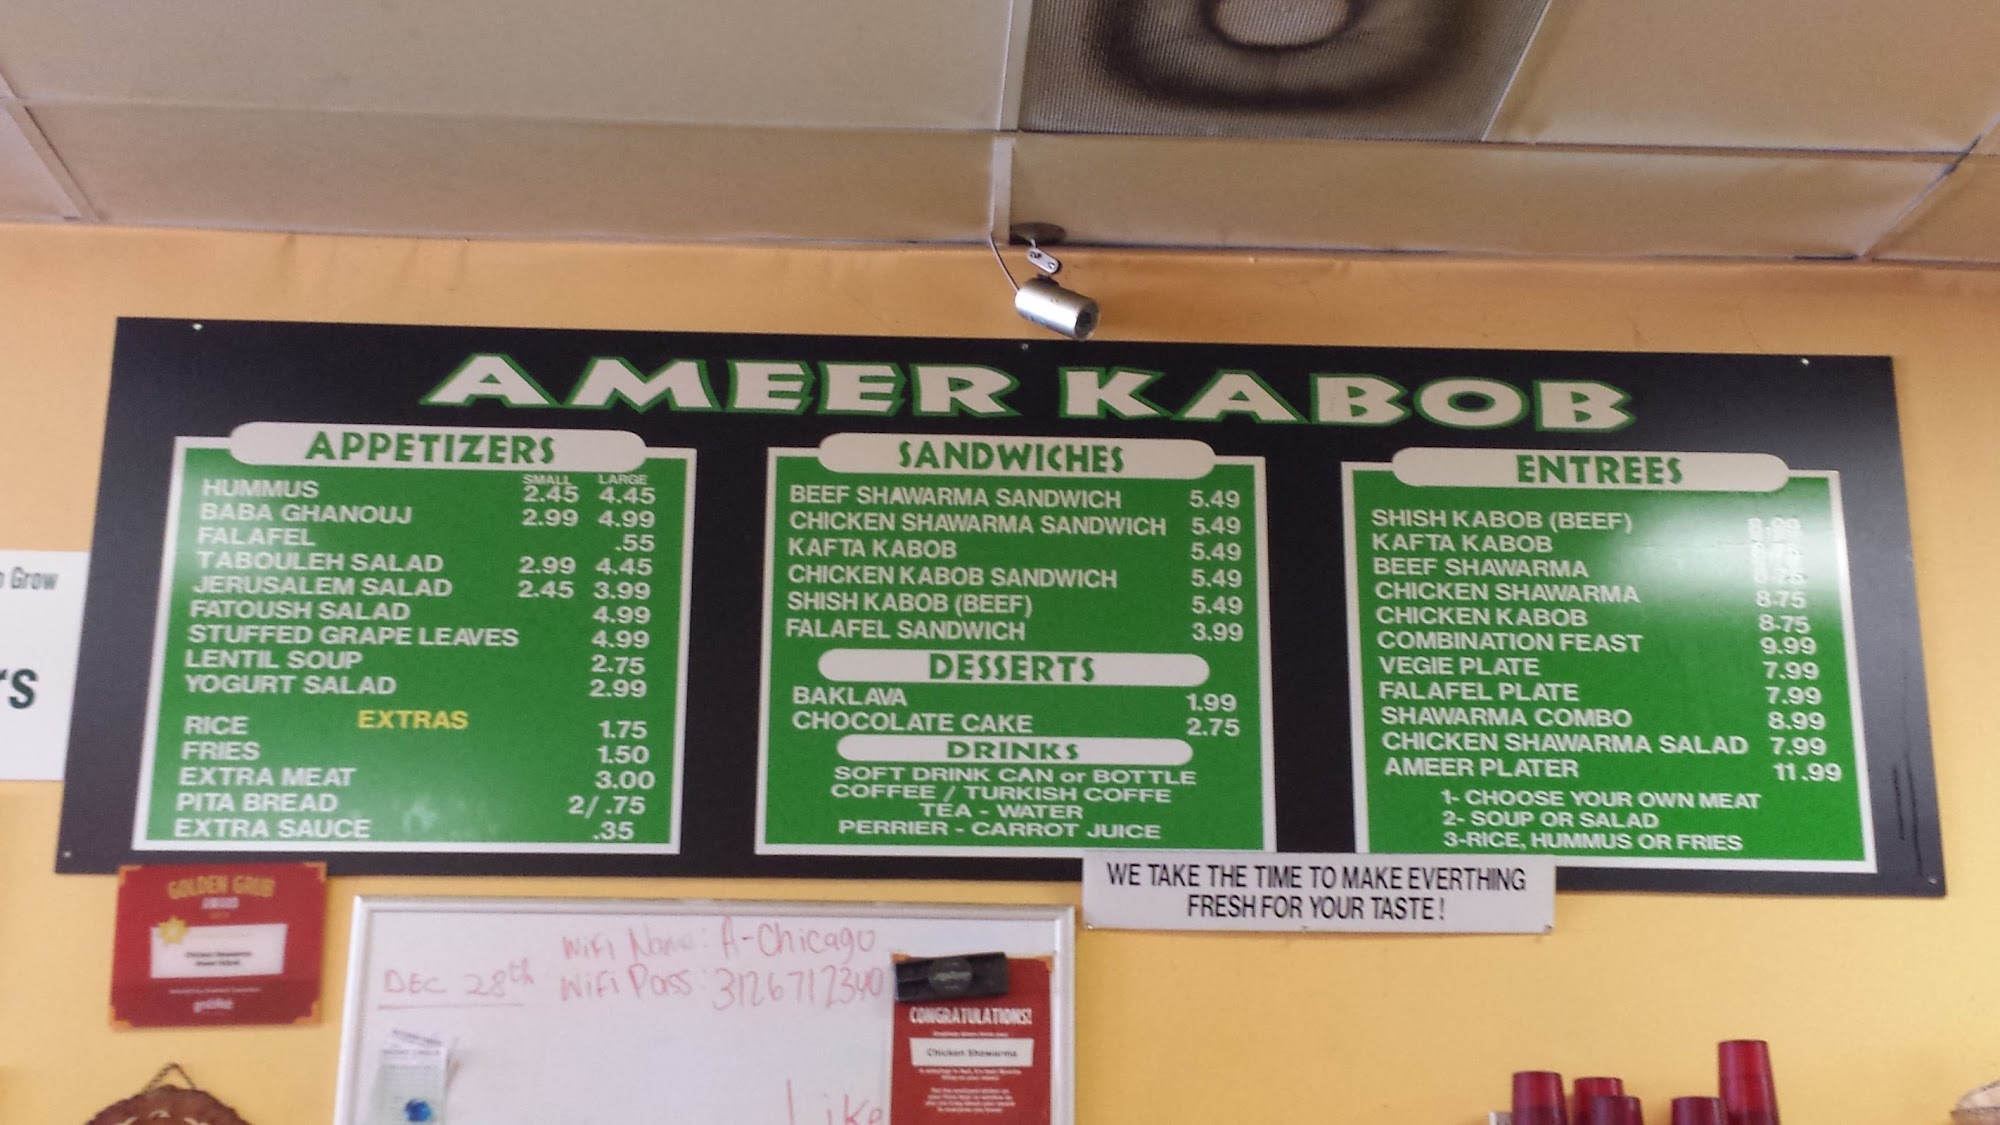 AMEER KABOB
APPETIZERS
SMALL LARGE
HUMMUS 2.45 4.45
BABA GHANOUJ 2.99 4.99
FALAFEL .55
TABOULEH SALAD 2.99 4.45
JERUSALEM SALAD 2.45 3.99
FATOUSH SALAD 4.99
STUFFED GRAPE LEAVES 4.99
LENTIL SOUP 2.75
YOGURT SALAD 2.99
EXTRAS
RICE 1.75
FRIES 1.50
EXTRA MEAT 3.00
PITA BREAD 2/ .75
EXTRA SAUCE .35
SANDWICHES
BEEF SHAWARMA SANDWICH 5.49
CHICKEN SHAWARMA SANDWICH 5.49
KAFTA KABOB 5.49
CHICKEN KABOB SANDWICH 5.49
SHISH KABOB (BEEF) 5.49
FALAFEL SANDWICH 3.99
DESSERTS
BAKLAVA 1.99
CHOCOLATE CAKE 2.75
DRINKS
SOFT DRINK CAN or BOTTLE
COFFEE / TURKISH COFFE
TEA - WATER
PERRIER - CARROT JUICE
ENTREES
SHISH KABOB (BEEF)
KAFTA KABOB
BEEF SHAWARMA
CHICKEN SHAWARMA 8.75
CHICKEN KABOB 8.75
COMBINATION FEAST 9.99
VEGIE PLATE 7.99
FALAFEL PLATE 7.99
SHAWARMA COMBO 8.99
CHICKEN SHAWARMA SALAD 7.99
AMEER PLATER 11.99
1- CHOOSE YOUR OWN MEAT
2- SOUP OR SALAD
3-RICE, HUMMUS OR FRIES
WE TAKE THE TIME TO MAKE EVERTHING
FRESH FOR YOUR TASTE !
Grow
rs
GOLDEN GRUB
AWARD
Chicken Shawarma
DEC 28th
WiFi Name: A-Chicago
WiFi Pass: 3126712340
Like
CONGRATULATIONS!
Chicken Shawarma